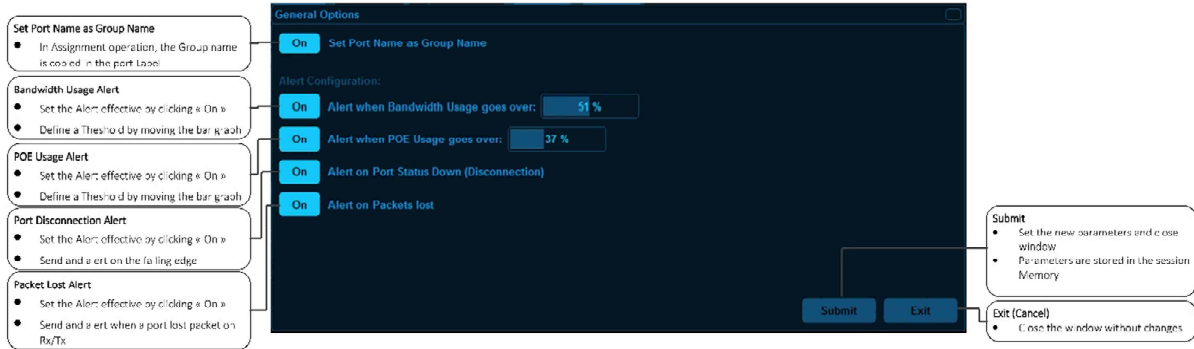 Set Port Name as Group Name
● In Assignment operation, the Group name
is copied in the port Label
Bandwidth Usage Alert
● Set the Alert effective by clicking « On »
● Define a Theshold by moving the bar graph
POE Usage Alert
● Set the Alert effective by clicking « On »
● Define a Theshold by moving the bar graph
Port Disconnection Alert
● Set the Alert effective by clicking « On »
● Send and alert on the falling edge
Packet Lost Alert
● Set the Alert effective by clicking « On »
● Send and alert when a port lost packet on
Rx/Tx
General Options
On Set Port Name as Group Name
Alert Configuration:
On Alert when Bandwidth Usage goes over: 51 %
On Alert when POE Usage goes over: 37 %
On Alert on Port Status Down (Disconnection)
On Alert on Packets lost
Submit Exit
Submit
● Set the new parameters and close
window
● Parameters are stored in the session
Memory
Exit (Cancel)
● Close the window without changes